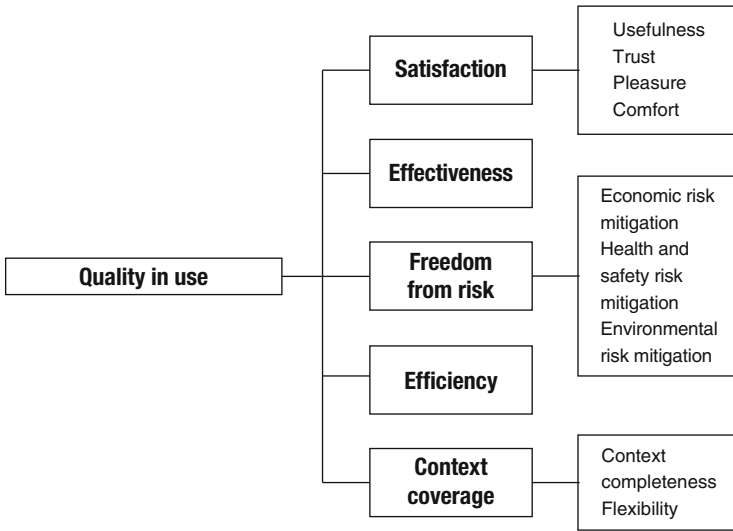 Satisfaction
Usefulness
Trust
Pleasure
Comfort
Effectiveness
Quality in use
Freedom
from risk
Economic risk
mitigation
Health and
safety risk
mitigation
Environmental
risk mitigation
Efficiency
Context
coverage
Context
completeness
Flexibility